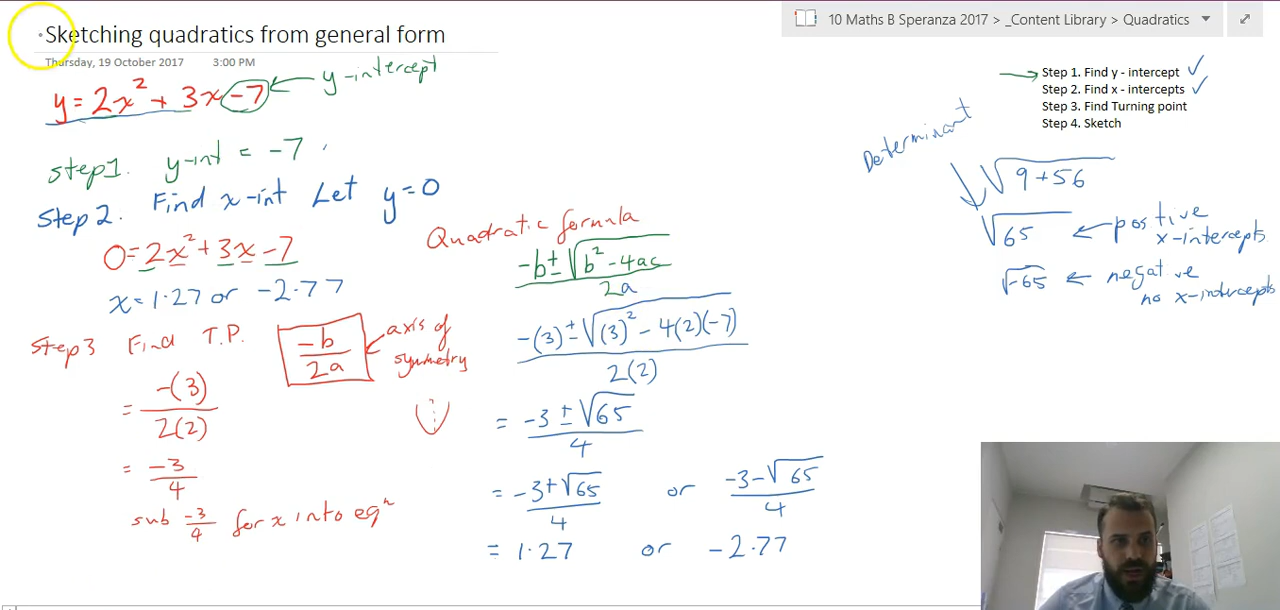 Sketching quadratics from general form
Thursday, 19 October 2017 3:00 PM
10 Maths B Speranza 2017 > _Content Library > Quadratics
y = 2x² + 3x - 7 ← y-intercept
Step 1. y-int = -7
Step 2. Find x-int Let y = 0
0 = 2x² + 3x - 7
x = 1.27 or -2.77
Step 3 Find T.P.
-b/2a ← axis of symmetry
= -(3)/2(2)
= -3/4
sub -3/4 for x into eqⁿ
Quadratic formula
-b ± √b² - 4ac / 2a
-(3) ± √(3)² - 4(2)(-7) / 2(2)
= -3 ± √65 / 4
= -3 + √65 / 4 or -3 - √65 / 4
= 1.27 or -2.77
Step 1. Find y - intercept ✓
Step 2. Find x - intercepts ✓
Step 3. Find Turning point
Step 4. Sketch
Determinant
√9 + 56
√65 ← positive
x-intercepts
√-65 ← negative
no x-intercepts